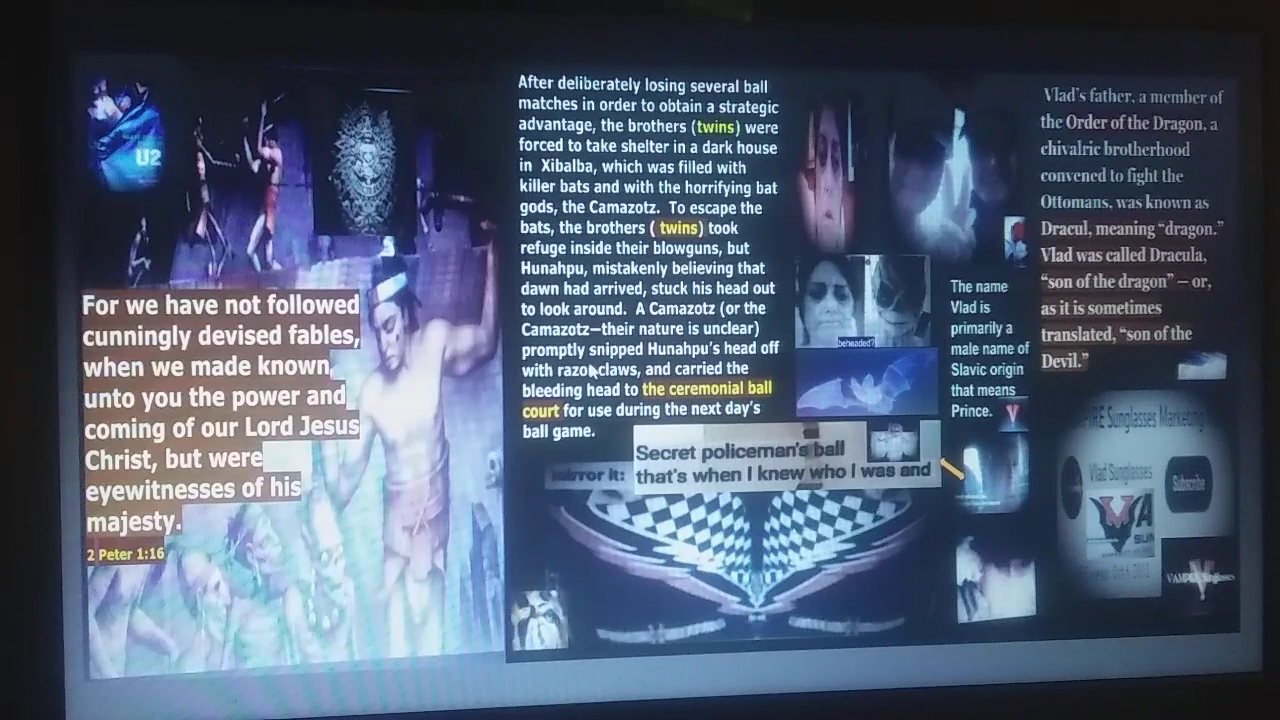 U2
For we have not followed
cunningly devised fables,
when we made known
unto you the power and
coming of our Lord Jesus
Christ, but were
eyewitnesses of his
majesty.
2 Peter 1:16
After deliberately losing several ball
matches in order to obtain a strategic
advantage, the brothers (twins) were
forced to take shelter in a dark house
in Xibalba, which was filled with
killer bats and with the horrifying bat
gods, the Camazotz. To escape the
bats, the brothers ( twins) took
refuge inside their blowguns, but
Hunahpu, mistakenly believing that
dawn had arrived, stuck his head out
to look around. A Camazotz (or the
Camazotz—their nature is unclear)
promptly snipped Hunahpu's head off
with razor claws, and carried the
bleeding head to the ceremonial ball
court for use during the next day's
ball game.
beheaded?
mirror it:
Secret policeman's ball
that's when I knew who I was and
The name
Vlad is
primarily a
male name of
Slavic origin
that means
Prince.
Vlad's father, a member of
the Order of the Dragon, a
chivalric brotherhood
convened to fight the
Ottomans, was known as
Dracul, meaning "dragon."
Vlad was called Dracula,
"son of the dragon" — or,
as it is sometimes
translated, "son of the
Devil."
Sunglasses Marketing
Vlad Sunglasses
Subscribe